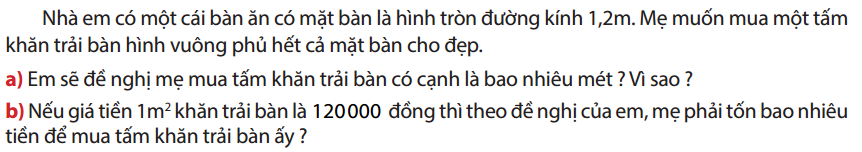 Nhà em có một cái bàn ăn có mặt bàn là hình tròn đường kính 1,2m. Mẹ muốn mua một tấm
khăn trải bàn hình vuông phủ hết cả mặt bàn cho đẹp.
a) Em sẽ đề nghị mẹ mua tấm khăn trải bàn có cạnh là bao nhiêu mét ? Vì sao ?
b) Nếu giá tiền 1m² khăn trải bàn là 120000 đồng thì theo đề nghị của em, mẹ phải tốn bao nhiêu
tiền để mua tấm khăn trải bàn ấy ?